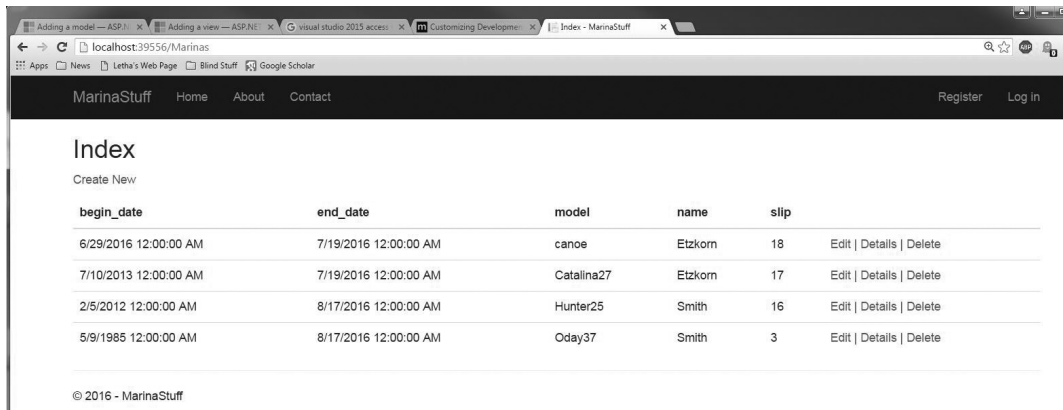 Adding a model — ASP.N
Adding a view — ASP.NE
visual studio 2015 access
Customizing Developmen
Index - MarinaStuff
localhost:39556/Marinas
ABP
0
Apps News Letha's Web Page Blind Stuff Google Scholar
MarinaStuff Home About Contact Register Log in
Index
Create New
begin_date end_date model name slip
6/29/2016 12:00:00 AM 7/19/2016 12:00:00 AM canoe Etzkorn 18 Edit | Details | Delete
7/10/2013 12:00:00 AM 7/19/2016 12:00:00 AM Catalina27 Etzkorn 17 Edit | Details | Delete
2/5/2012 12:00:00 AM 8/17/2016 12:00:00 AM Hunter25 Smith 16 Edit | Details | Delete
5/9/1985 12:00:00 AM 8/17/2016 12:00:00 AM Oday37 Smith 3 Edit | Details | Delete
© 2016 - MarinaStuff